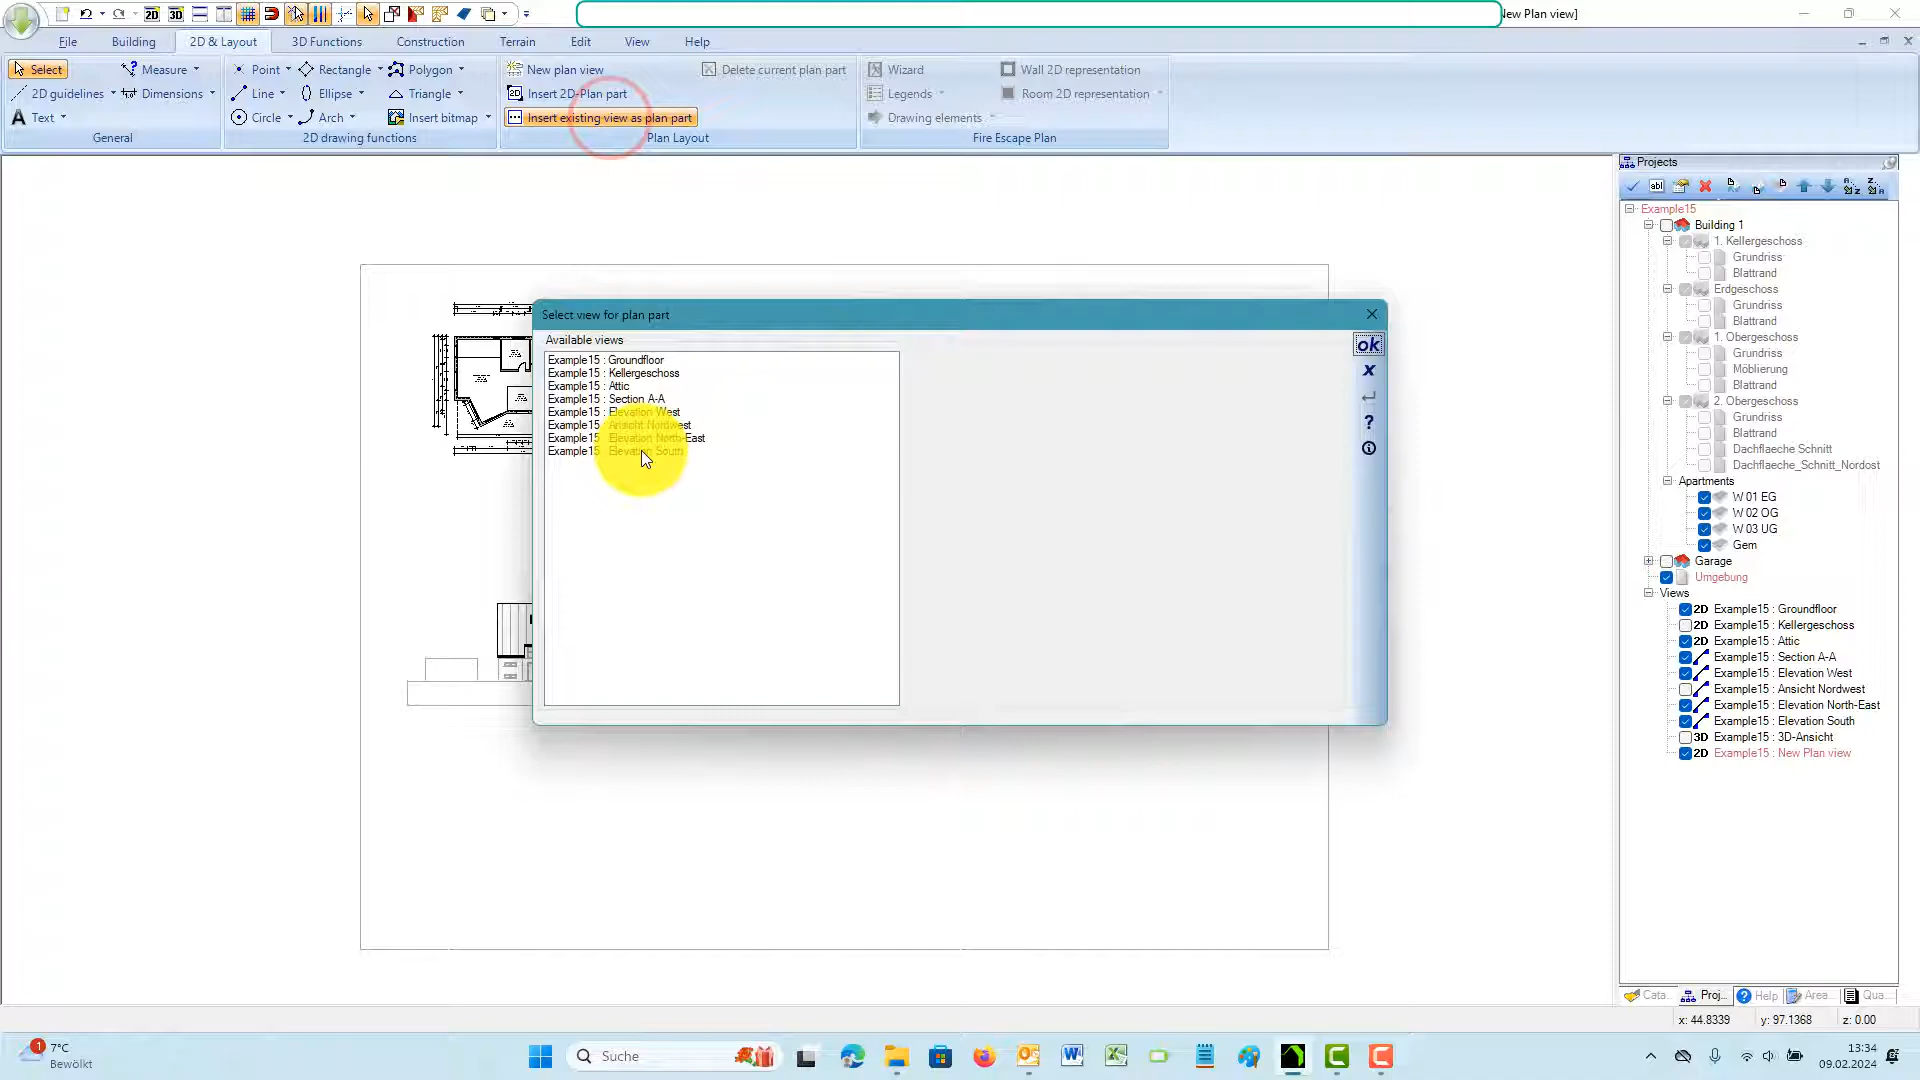 2D 3D
New Plan view]
File Building 2D & Layout 3D Functions Construction Terrain Edit View Help
Select Measure
2D guidelines Dimensions
Text
General
Point Rectangle Polygon
Line Ellipse Triangle
Circle Arch Insert bitmap
2D drawing functions
New plan view Delete current plan part
Insert 2D-Plan part
Insert existing view as plan part
Plan Layout
Wizard Wall 2D representation
Legends Room 2D representation
Drawing elements
Fire Escape Plan
Select view for plan part
Available views
Example15 : Groundfloor
Example15 : Kellergeschoss
Example15 : Attic
Example15 : Section A-A
Example15 : Elevation West
Example15 : Ansicht Nordwest
Example15 : Elevation North-East
Example15 : Elevation South
ok
x
?
Projects
abl
Example15
Building 1
1. Kellergeschoss
Grundriss
Blattrand
Erdgeschoss
Grundriss
Blattrand
1. Obergeschoss
Grundriss
Möblierung
Blattrand
2. Obergeschoss
Grundriss
Blattrand
Dachflaeche Schnitt
Dachflaeche_Schnitt_Nordost
Apartments
W 01 EG
W 02 OG
W 03 UG
Gem
Garage
Umgebung
Views
2D Example15 : Groundfloor
2D Example15 : Kellergeschoss
2D Example15 : Attic
Example15 : Section A-A
Example15 : Elevation West
Example15 : Ansicht Nordwest
Example15 : Elevation North-East
Example15 : Elevation South
3D Example15 : 3D-Ansicht
2D Example15 : New Plan view
Cata... Proj... Help Area... Qua...
x: 44.8339 y: 97.1368 z: 0.00
1
7°C
Bewölkt
Suche
13:34
09.02.2024